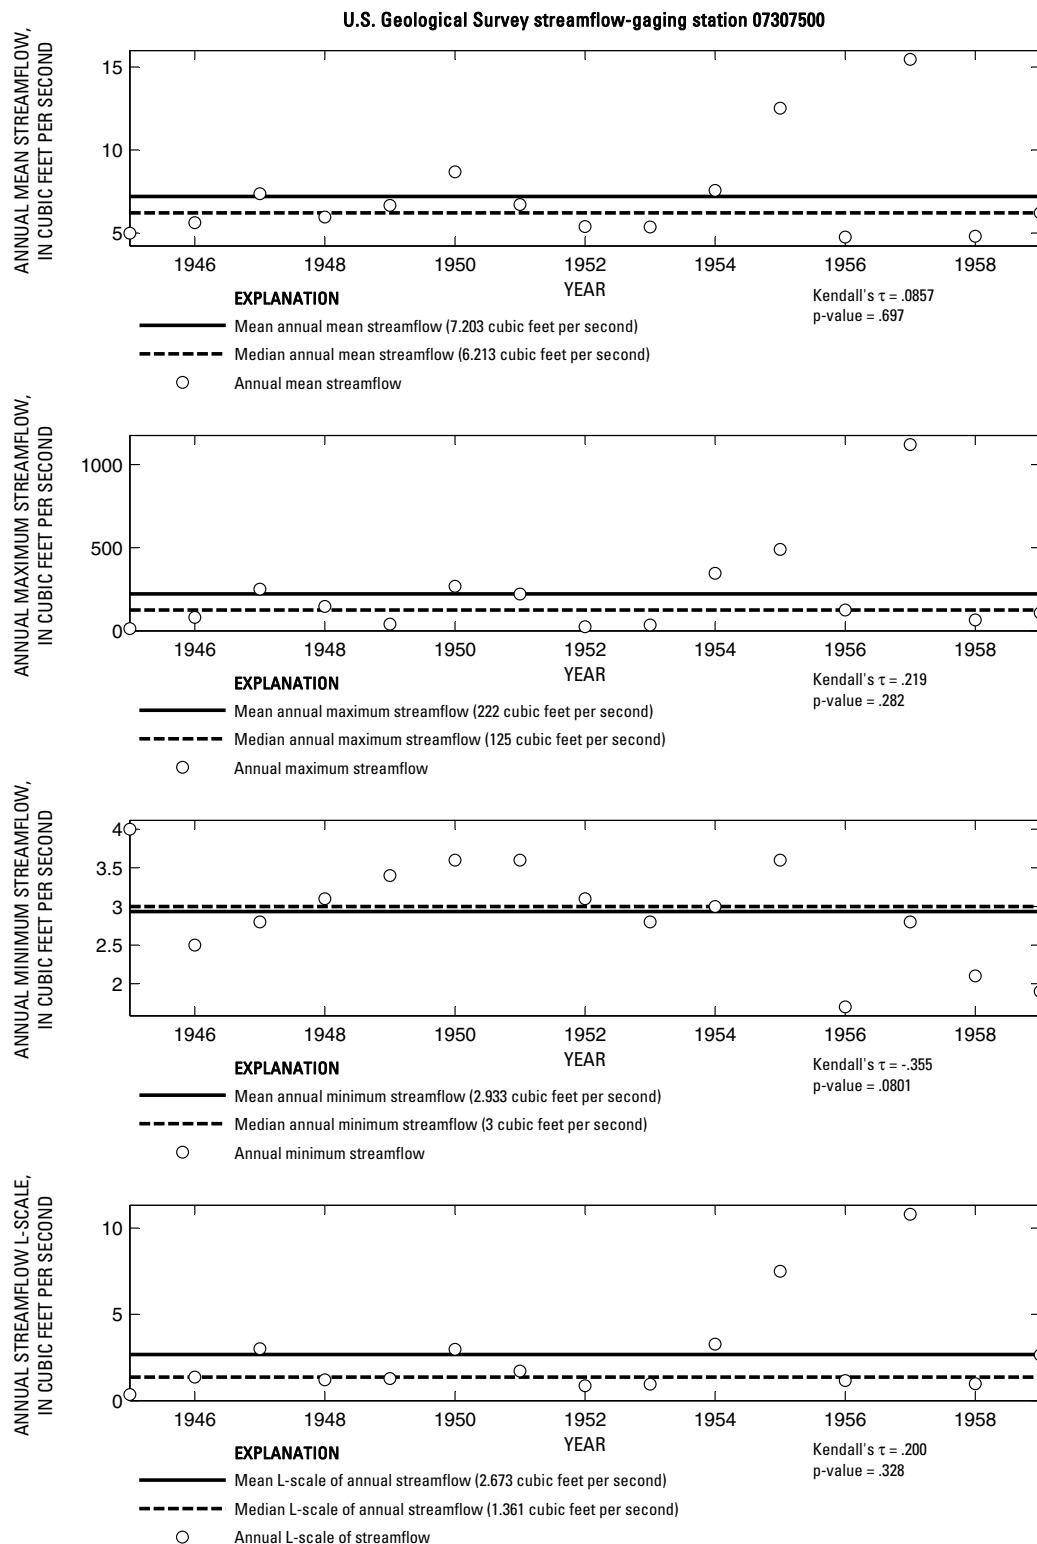 U.S. Geological Survey streamflow-gaging station 07307500
ANNUAL MEAN STREAMFLOW,
IN CUBIC FEET PER SECOND
15
10
5
1946 1948 1950 1952 1954 1956 1958
YEAR
EXPLANATION
Mean annual mean streamflow (7.203 cubic feet per second)
Median annual mean streamflow (6.213 cubic feet per second)
Annual mean streamflow
Kendall's τ = .0857
p-value = .697
ANNUAL MAXIMUM STREAMFLOW,
IN CUBIC FEET PER SECOND
1000
500
0
1946 1948 1950 1952 1954 1956 1958
YEAR
EXPLANATION
Mean annual maximum streamflow (222 cubic feet per second)
Median annual maximum streamflow (125 cubic feet per second)
Annual maximum streamflow
Kendall's τ = .219
p-value = .282
ANNUAL MINIMUM STREAMFLOW,
IN CUBIC FEET PER SECOND
4
3.5
3
2.5
2
1946 1948 1950 1952 1954 1956 1958
YEAR
EXPLANATION
Mean annual minimum streamflow (2.933 cubic feet per second)
Median annual minimum streamflow (3 cubic feet per second)
Annual minimum streamflow
Kendall's τ = -.355
p-value = .0801
ANNUAL STREAMFLOW L-SCALE,
IN CUBIC FEET PER SECOND
10
5
0
1946 1948 1950 1952 1954 1956 1958
YEAR
EXPLANATION
Mean L-scale of annual streamflow (2.673 cubic feet per second)
Median L-scale of annual streamflow (1.361 cubic feet per second)
Annual L-scale of streamflow
Kendall's τ = .200
p-value = .328